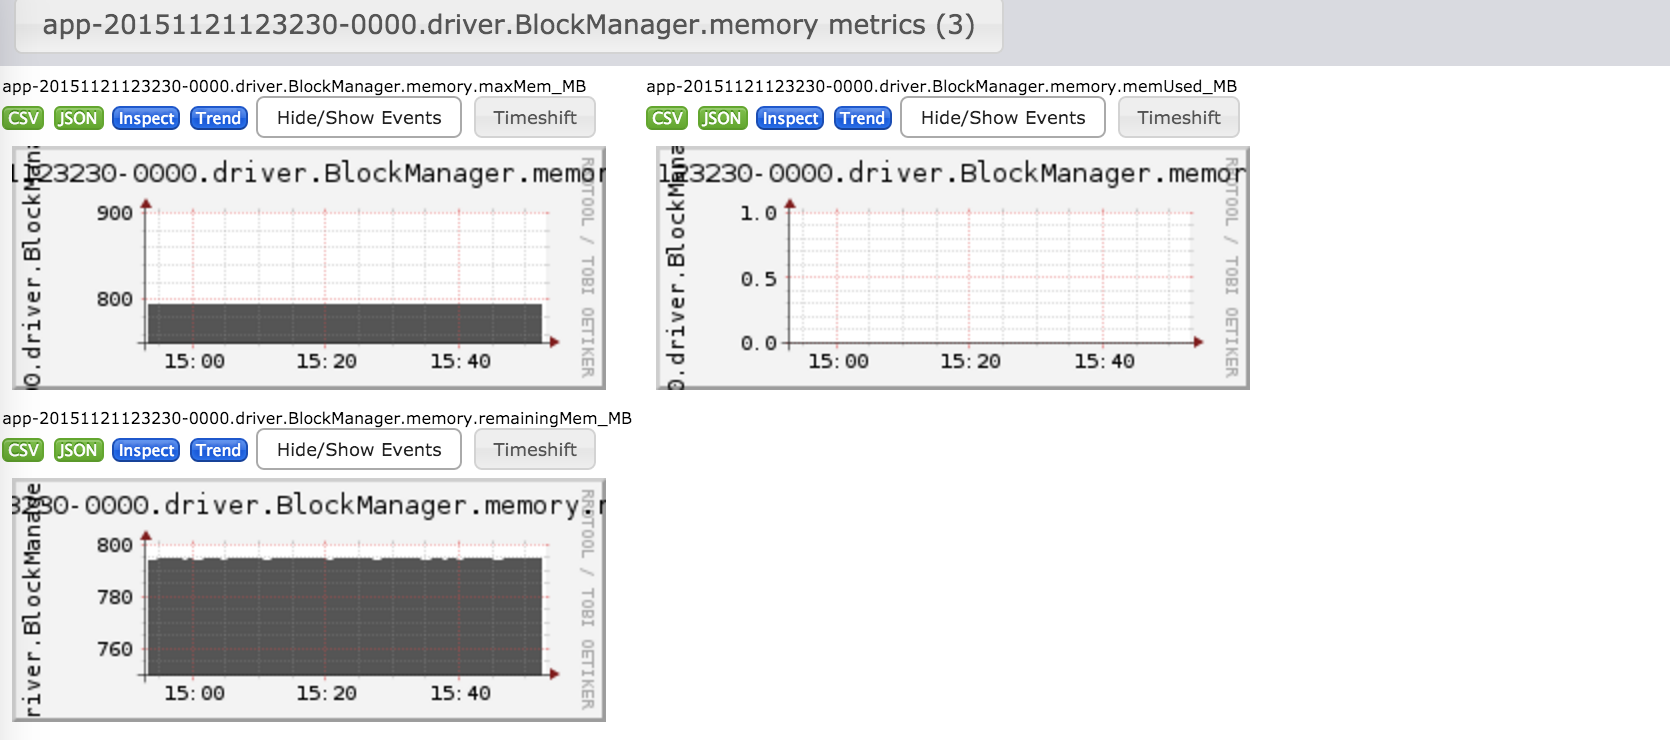 app-20151121123230-0000.driver.BlockManager.memory metrics (3)
app-20151121123230-0000.driver.BlockManager.memory.maxMem_MB
CSV JSON Inspect Trend Hide/Show Events Timeshift
1123230-0000.driver.BlockManager.memor
00.driver.BlockMana
900
800
15:00 15:20 15:40
RRDTOOL / TOBI OETIKER
app-20151121123230-0000.driver.BlockManager.memory.memUsed_MB
CSV JSON Inspect Trend Hide/Show Events Timeshift
123230-0000.driver.BlockManager.memor
0.driver.BlockMana
1.0
0.5
0.0
15:00 15:20 15:40
RRDTOOL / TOBI OETIKER
app-20151121123230-0000.driver.BlockManager.memory.remainingMem_MB
CSV JSON Inspect Trend Hide/Show Events Timeshift
3230-0000.driver.BlockManager.memory.r
river.BlockManage
800
780
760
15:00 15:20 15:40
RRDTOOL / TOBI OETIKER